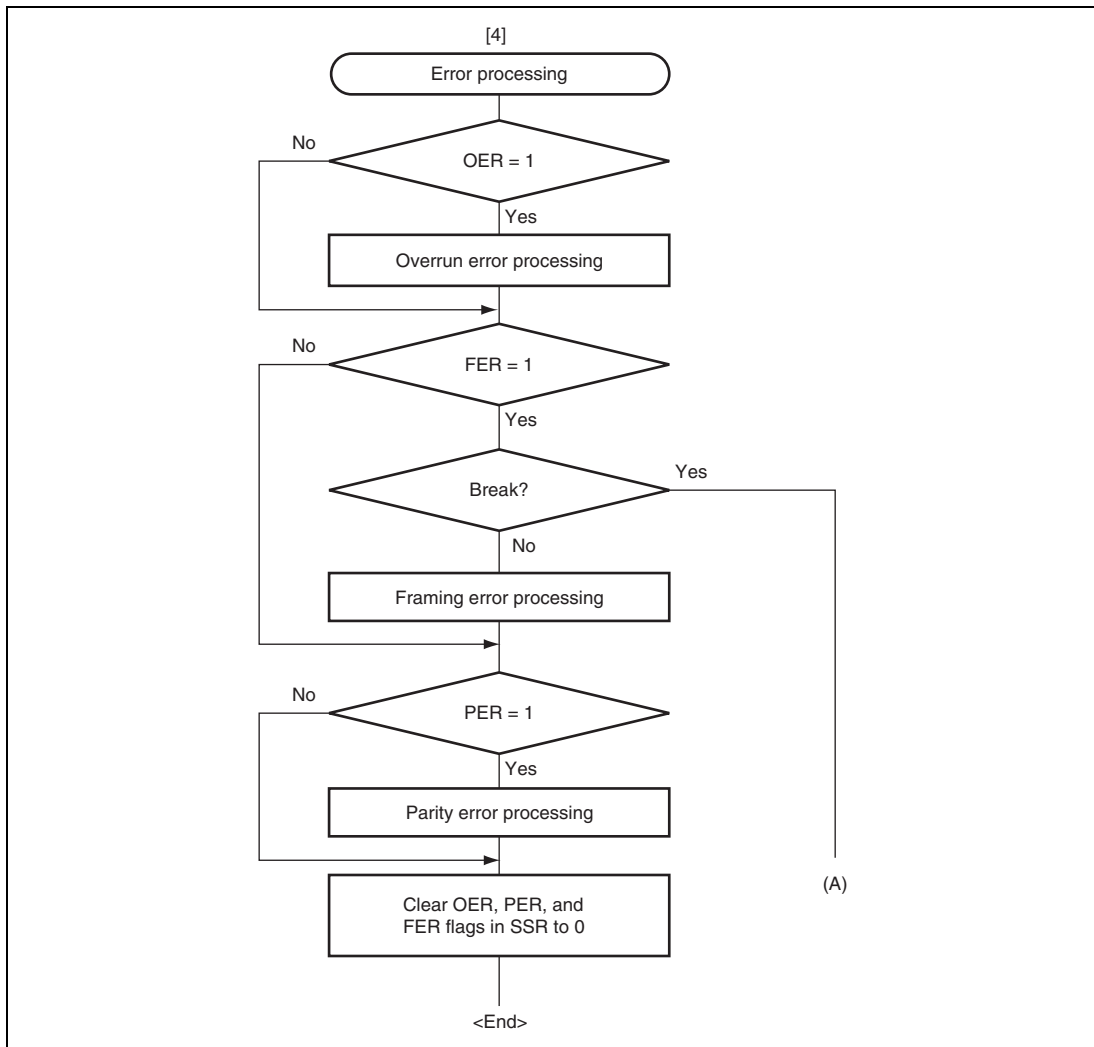 [4]
Error processing
No
OER = 1
Yes
Overrun error processing
No
FER = 1
Yes
Yes
Break?
No
Framing error processing
No
PER = 1
Yes
Parity error processing
(A)
Clear OER, PER, and
FER flags in SSR to 0
<End>